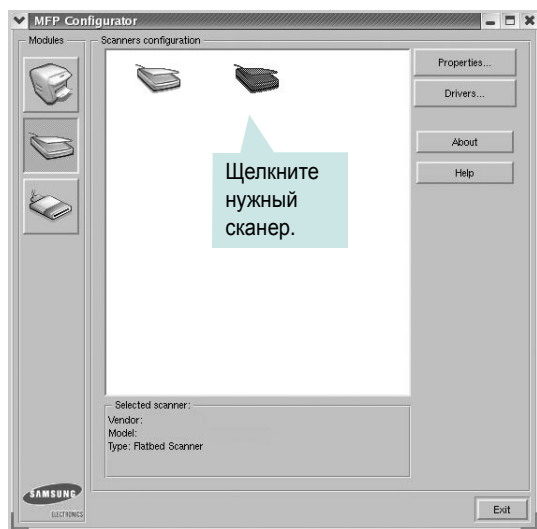 MFP Configurator
Modules
Scanners configuration
Properties...
Drivers...
About
Help
Щелкните
нужный
сканер.
Selected scanner:
Vendor:
Model:
Type: Flatbed Scanner
SAMSUNG
ELECTRONICS
Exit